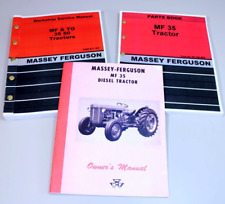 Workshop Service Manual
MF & TO
35 50
Tractors
MASSEY FERGUSON
PARTS BOOK
MF 35
Tractor
MASSEY FERGUSON
MASSEY-FERGUSON
MF 35
DIESEL TRACTOR
Owner's Manual